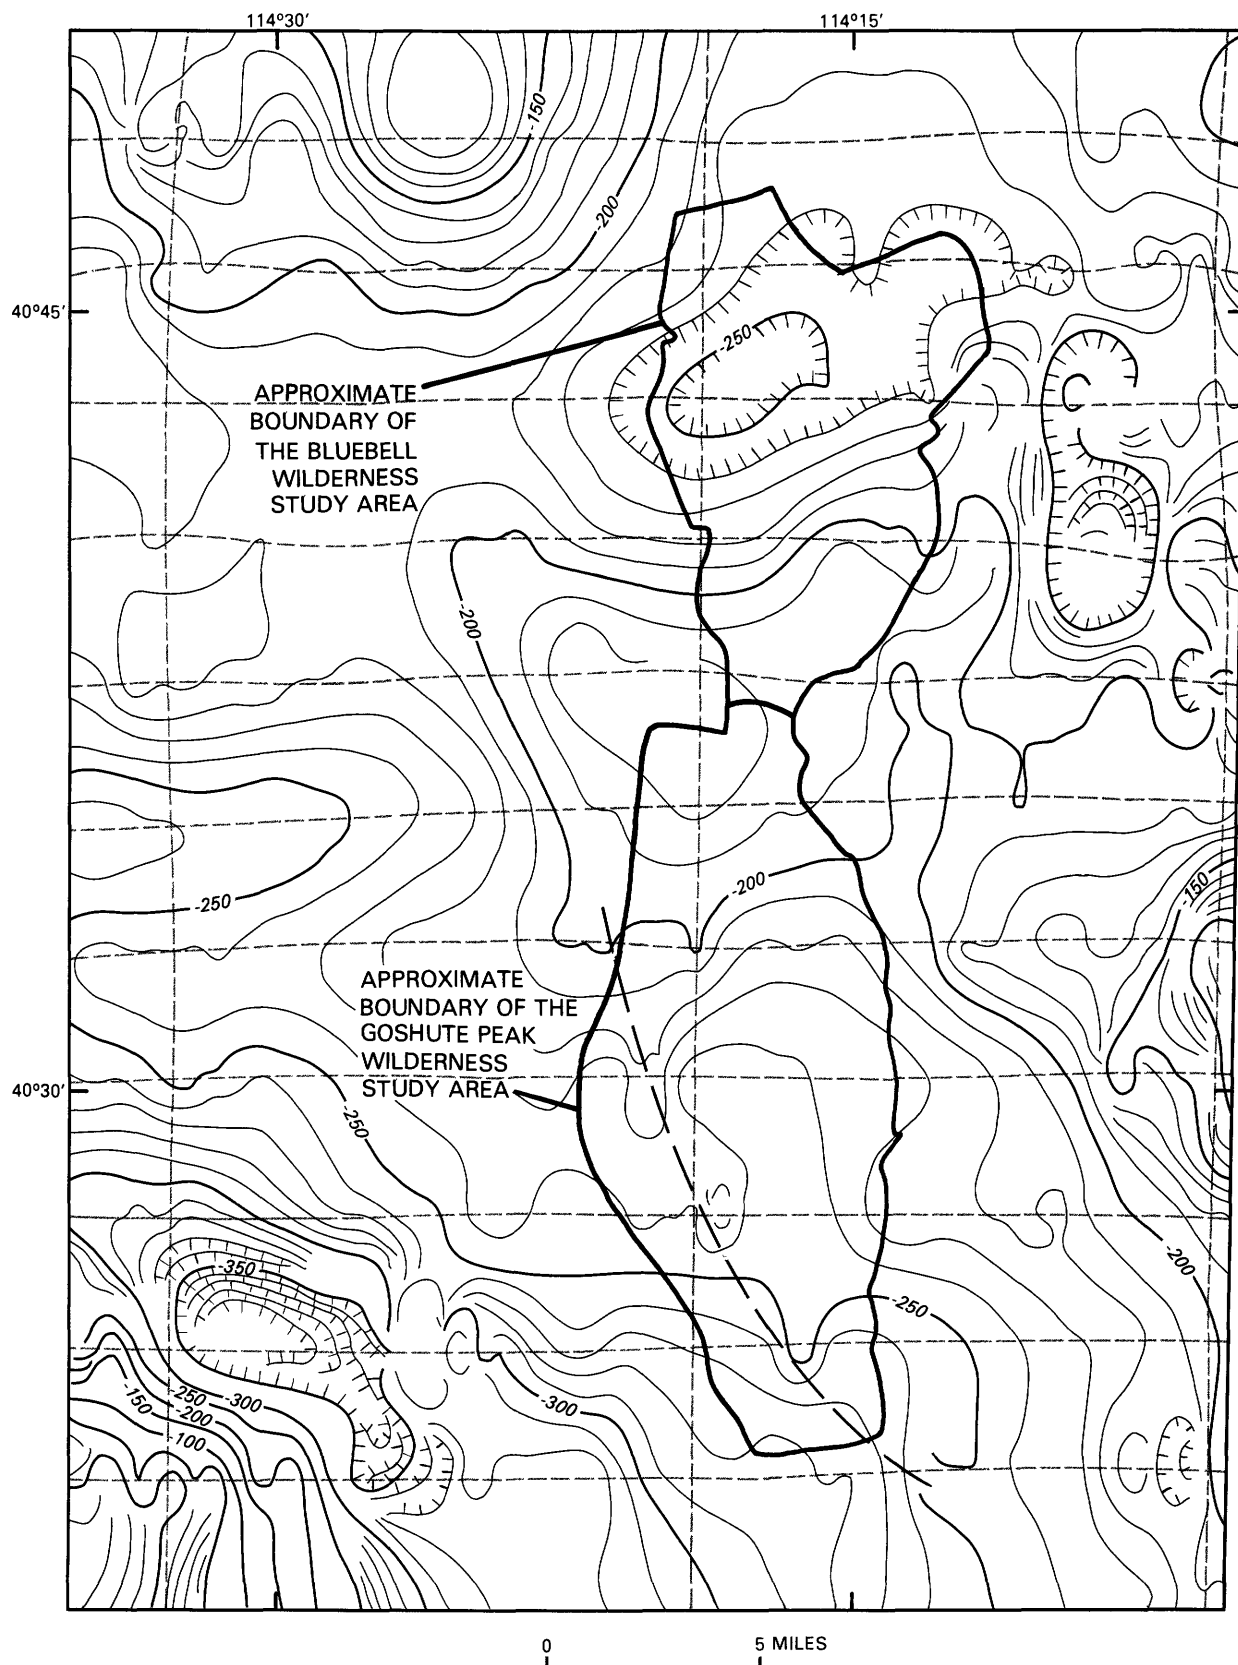 114°30'
114°15'
-150
-200
40°45'
-250
APPROXIMATE
BOUNDARY OF
THE BLUEBELL
WILDERNESS
STUDY AREA
-200
-200
-150
-250
APPROXIMATE
BOUNDARY OF THE
GOSHUTE PEAK
WILDERNESS
STUDY AREA
40°30'
-250
-200
-350
-250
-150
-250
-200
-300
-300
-100
0
5 MILES